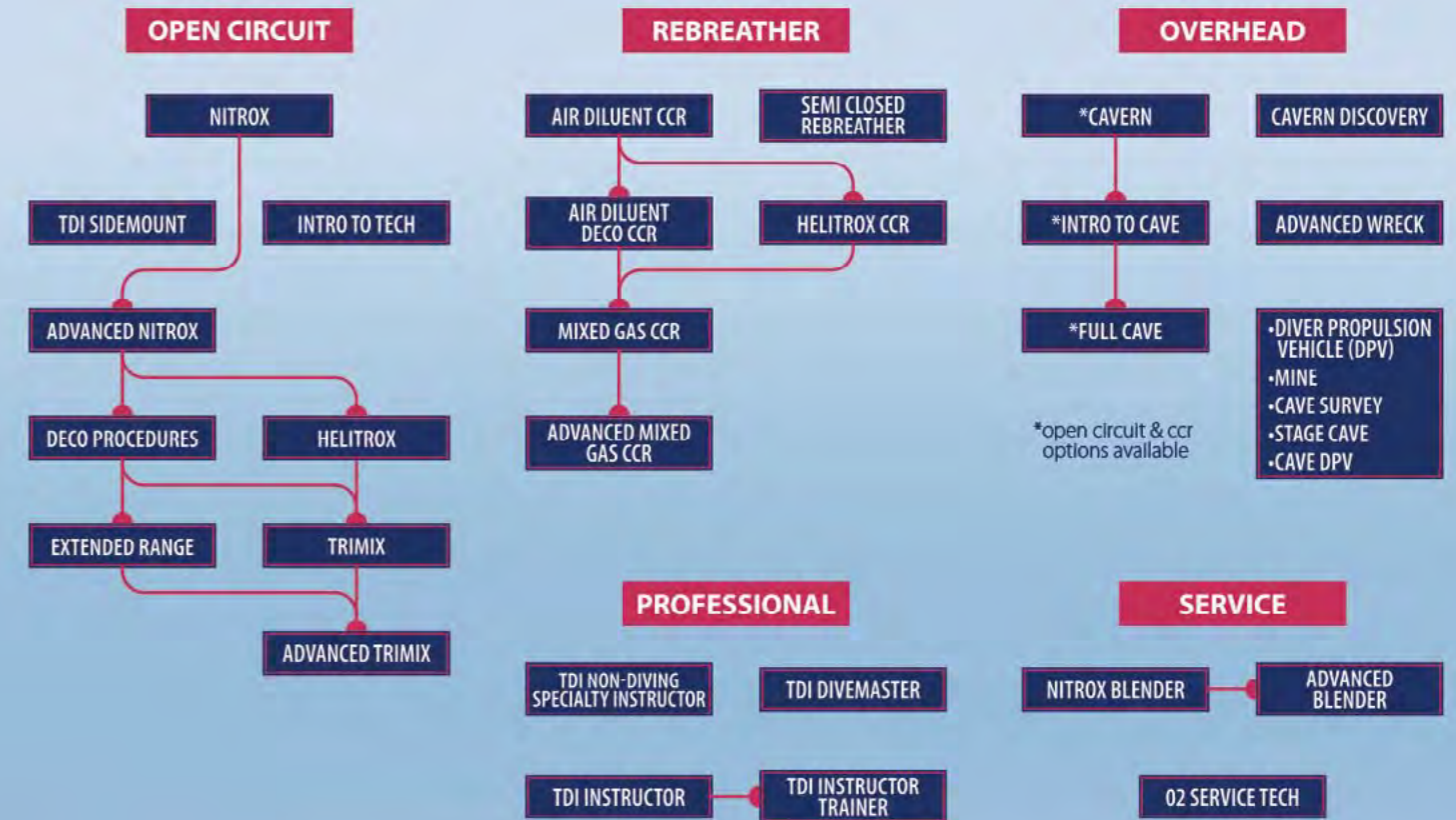 OPEN CIRCUIT
NITROX
TDI SIDEMOUNT
INTRO TO TECH
ADVANCED NITROX
DECO PROCEDURES
HELITROX
EXTENDED RANGE
TRIMIX
ADVANCED TRIMIX
REBREATHER
AIR DILUENT CCR
SEMI CLOSED
REBREATHER
AIR DILUENT
DECO CCR
HELITROX CCR
MIXED GAS CCR
ADVANCED MIXED
GAS CCR
OVERHEAD
*CAVERN
CAVERN DISCOVERY
*INTRO TO CAVE
ADVANCED WRECK
*FULL CAVE
•DIVER PROPULSION
VEHICLE (DPV)
•MINE
•CAVE SURVEY
•STAGE CAVE
•CAVE DPV
*open circuit & ccr
options available
PROFESSIONAL
TDI NON-DIVING
SPECIALTY INSTRUCTOR
TDI DIVEMASTER
TDI INSTRUCTOR
TDI INSTRUCTOR
TRAINER
SERVICE
NITROX BLENDER
ADVANCED
BLENDER
02 SERVICE TECH